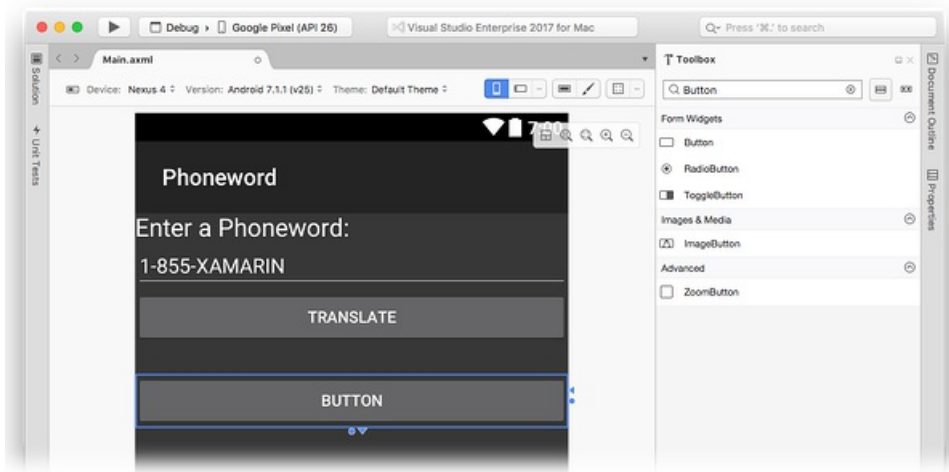 Debug › Google Pixel (API 26)
Visual Studio Enterprise 2017 for Mac
Press '⌘.' to search
Solution
Unit Tests
Main.axml
Device: Nexus 4 Version: Android 7.1.1 (v25) Theme: Default Theme
7:00
Phoneword
Enter a Phoneword:
1-855-XAMARIN
TRANSLATE
BUTTON
Toolbox
Button
Form Widgets
Button
RadioButton
ToggleButton
Images & Media
ImageButton
Advanced
ZoomButton
Document Outline
Properties